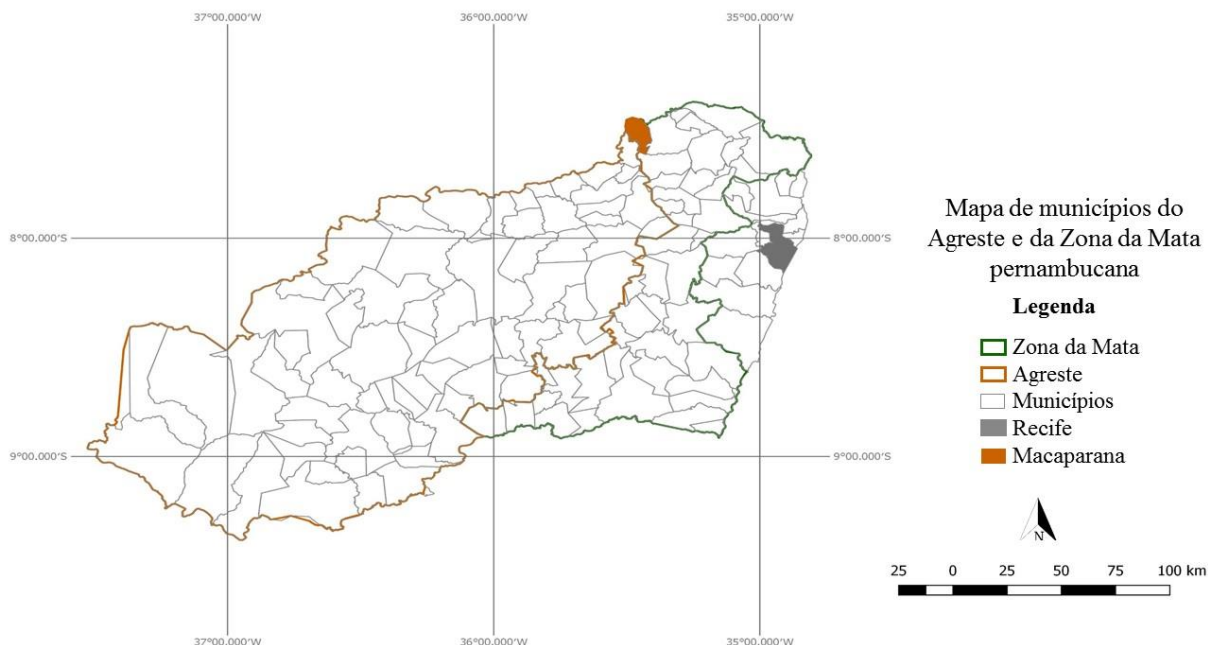 37°00.000'W 36°00.000'W 35°00.000'W
8°00.000'S 8°00.000'S
9°00.000'S 9°00.000'S
37°00.000'W 36°00.000'W 35°00.000'W
Mapa de municípios do
Agreste e da Zona da Mata
pernambucana
Legenda
Zona da Mata
Agreste
Municípios
Recife
Macaparana
N
25 0 25 50 75 100 km